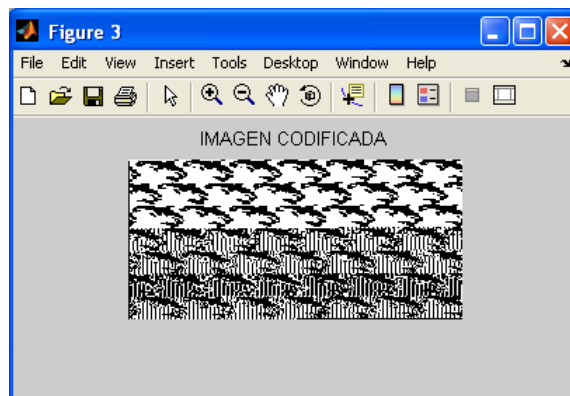 Figure 3
File Edit View Insert Tools Desktop Window Help
IMAGEN CODIFICADA